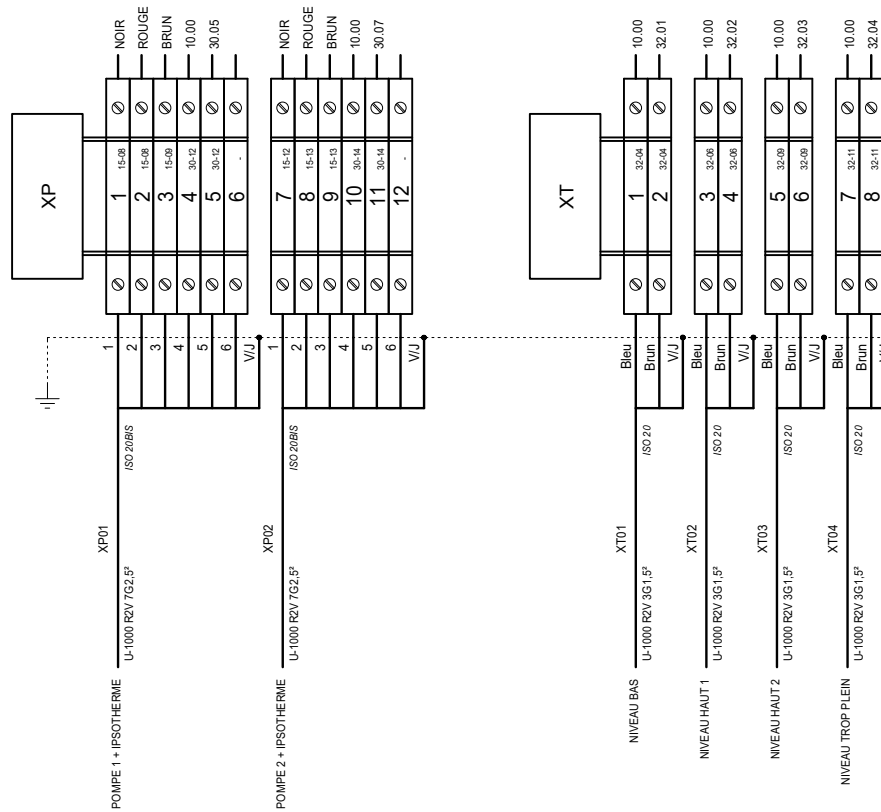 NOIR
ROUGE
BRUN
10.00
30.05
NOIR
ROUGE
BRUN
10.00
30.07
10.00
32.01
10.00
32.02
10.00
32.03
10.00
32.04
XP
1 15-08
2 15-08
3 15-09
4 30-12
5 30-12
6 -
7 15-12
8 15-13
9 15-13
10 30-14
11 30-14
12 -
XT
1 32-04
2 32-04
3 32-06
4 32-06
5 32-09
6 32-09
7 32-11
8 32-11
1
2
3
4
5
6
V/J
1
2
3
4
5
6
V/J
Bleu
Brun
V/J
Bleu
Brun
V/J
Bleu
Brun
V/J
Bleu
Brun
ISO 20BIS
ISO 20BIS
ISO 20
ISO 20
ISO 20
ISO 20
XP01
U-1000 R2V 7G2,5²
XP02
U-1000 R2V 7G2,5²
XT01
U-1000 R2V 3G1,5²
XT02
U-1000 R2V 3G1,5²
XT03
U-1000 R2V 3G1,5²
XT04
U-1000 R2V 3G1,5²
POMPE 1 + IPSOTHERME
POMPE 2 + IPSOTHERME
NIVEAU BAS
NIVEAU HAUT 1
NIVEAU HAUT 2
NIVEAU TROP PLEIN